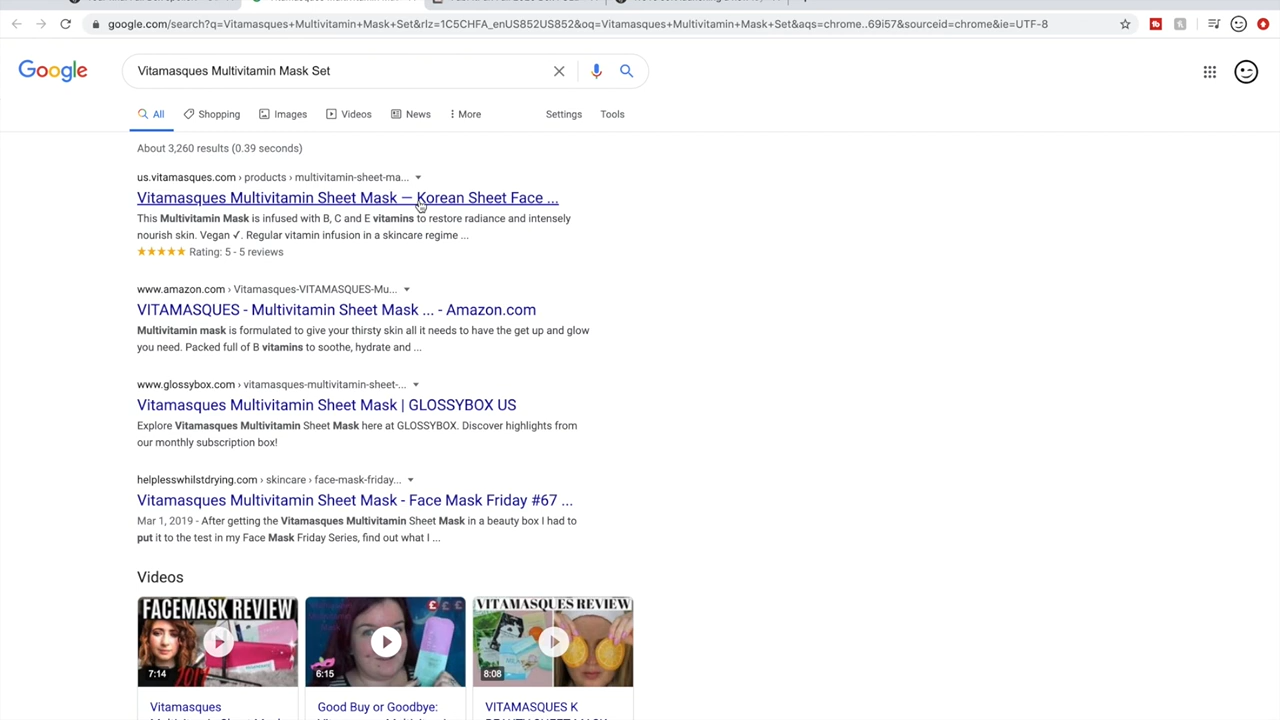 google.com/search?q=Vitamasques+Multivitamin+Mask+Set&rlz=1C5CHFA_enUS852US852&oq=Vitamasques+Multivitamin+Mask+Set&aqs=chrome..69i57&sourceid=chrome&ie=UTF-8
Google
Vitamasques Multivitamin Mask Set
All Shopping Images Videos News More Settings Tools
About 3,260 results (0.39 seconds)
us.vitamasques.com › products › multivitamin-sheet-ma...
Vitamasques Multivitamin Sheet Mask — Korean Sheet Face ...
This Multivitamin Mask is infused with B, C and E vitamins to restore radiance and intensely
nourish skin. Vegan ✓. Regular vitamin infusion in a skincare regime ...
★★★★★ Rating: 5 - 5 reviews
www.amazon.com › Vitamasques-VITAMASQUES-Mu...
VITAMASQUES - Multivitamin Sheet Mask ... - Amazon.com
Multivitamin mask is formulated to give your thirsty skin all it needs to have the get up and glow
you need. Packed full of B vitamins to soothe, hydrate and ...
www.glossybox.com › vitamasques-multivitamin-sheet-...
Vitamasques Multivitamin Sheet Mask | GLOSSYBOX US
Explore Vitamasques Multivitamin Sheet Mask here at GLOSSYBOX. Discover highlights from
our monthly subscription box!
helplesswhilstdrying.com › skincare › face-mask-friday...
Vitamasques Multivitamin Sheet Mask - Face Mask Friday #67 ...
Mar 1, 2019 - After getting the Vitamasques Multivitamin Sheet Mask in a beauty box I had to
put it to the test in my Face Mask Friday Series, find out what I ...
Videos
FACEMASK REVIEW
7:14
6:15
VITAMASQUES REVIEW
8:08
Vitamasques
Good Buy or Goodbye:
VITAMASQUES K